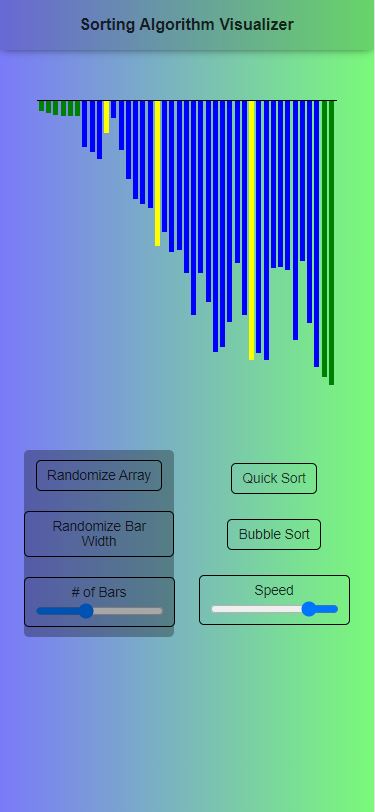 Sorting Algorithm Visualizer
Randomize Array
Quick Sort
Randomize Bar
Width
Bubble Sort
# of Bars
Speed